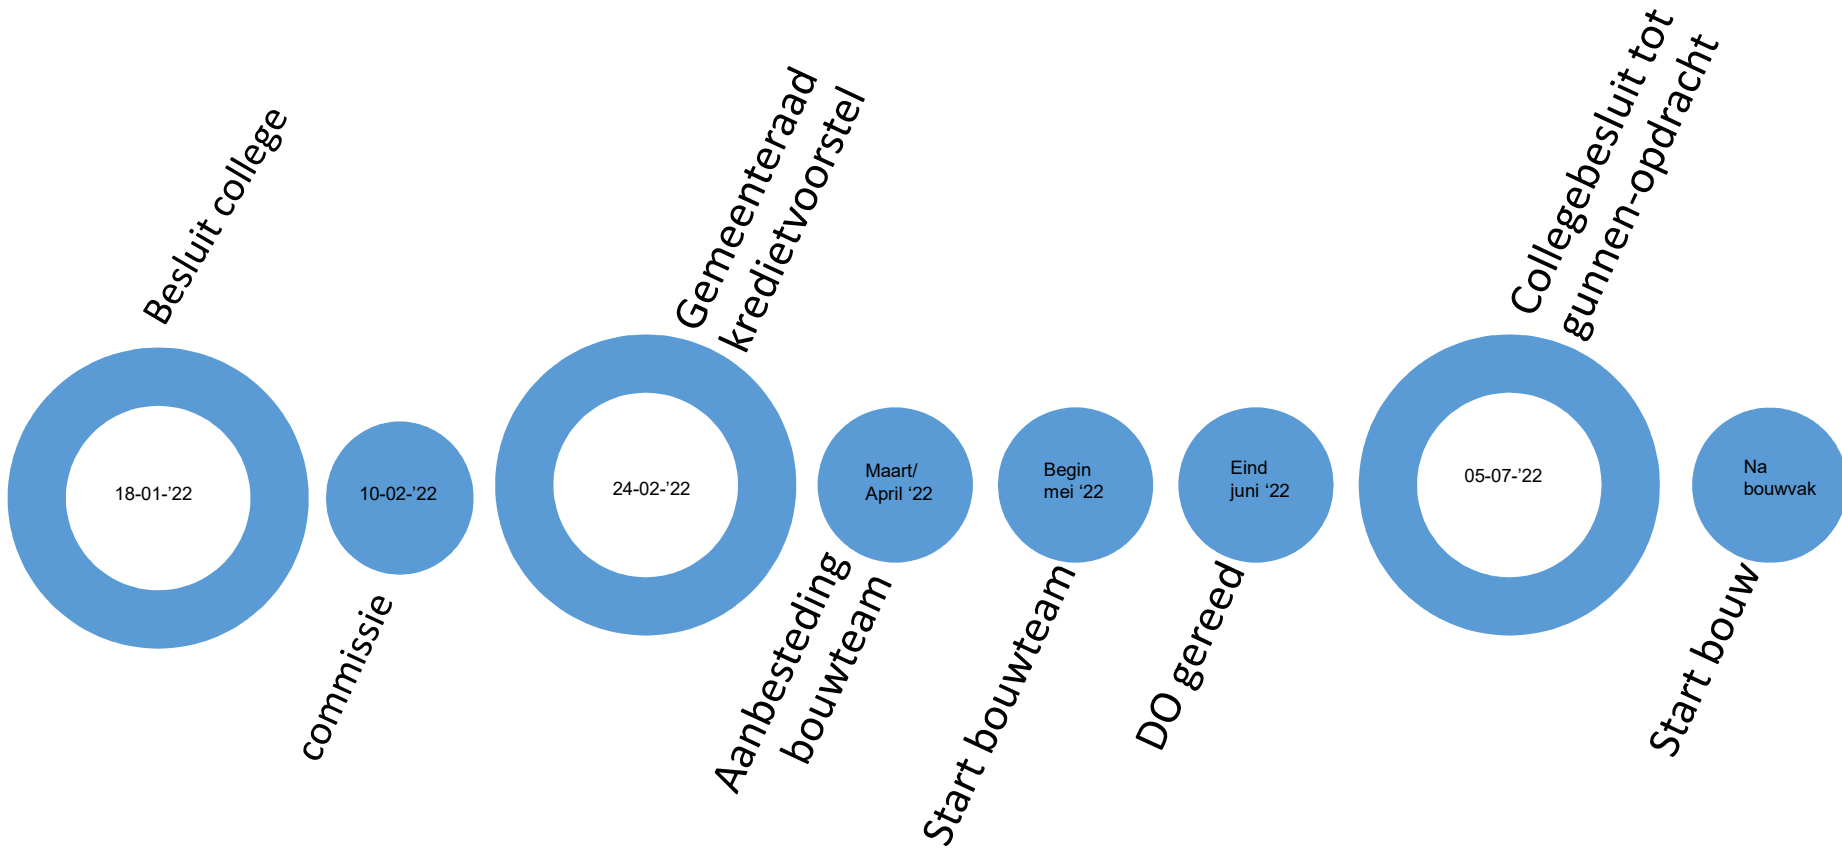 Besluit college
18-01-’22
10-02-’22
commissie
Gemeenteraad
kredietvoorstel
24-02-’22
Maart/
April ‘22
Aanbesteding
bouwteam
Begin
mei ‘22
Start bouwteam
Eind
juni ‘22
DO gereed
Collegebesluit tot
gunnen-opdracht
05-07-’22
Na
bouwvak
Start bouw